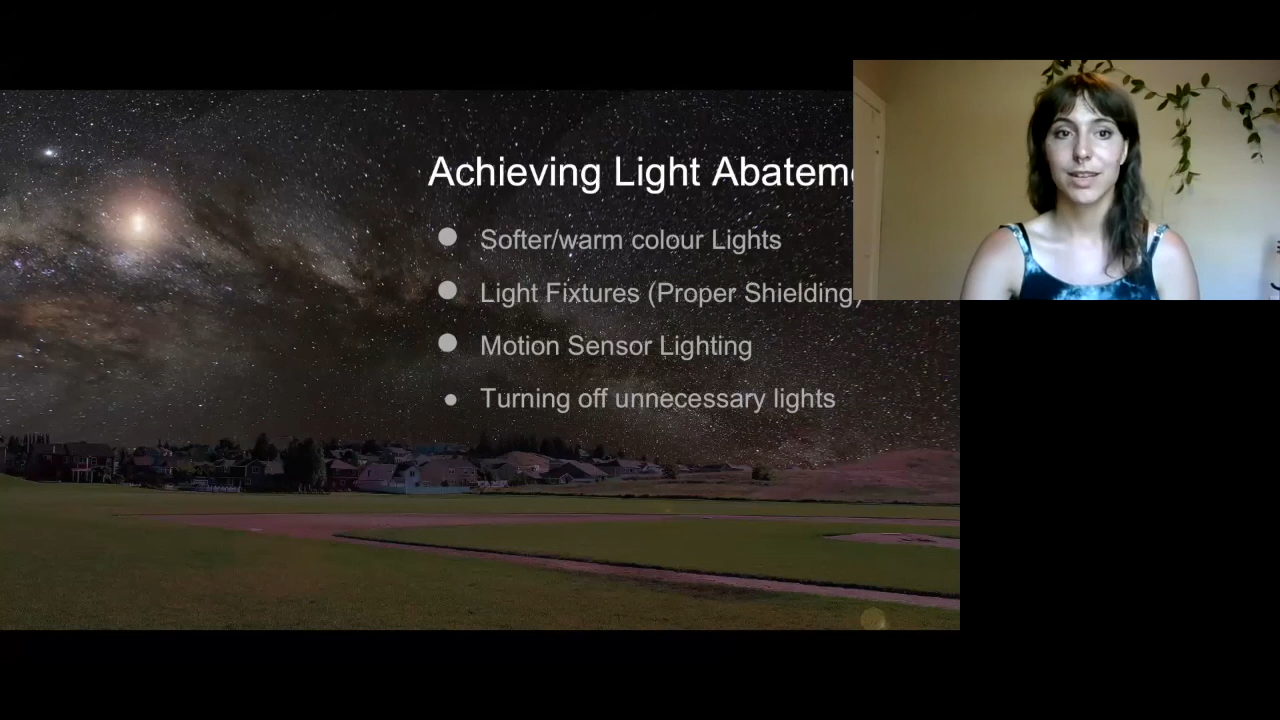 Achieving Light Abatem
Softer/warm colour Lights
Light Fixtures (Proper Shielding)
Motion Sensor Lighting
Turning off unnecessary lights